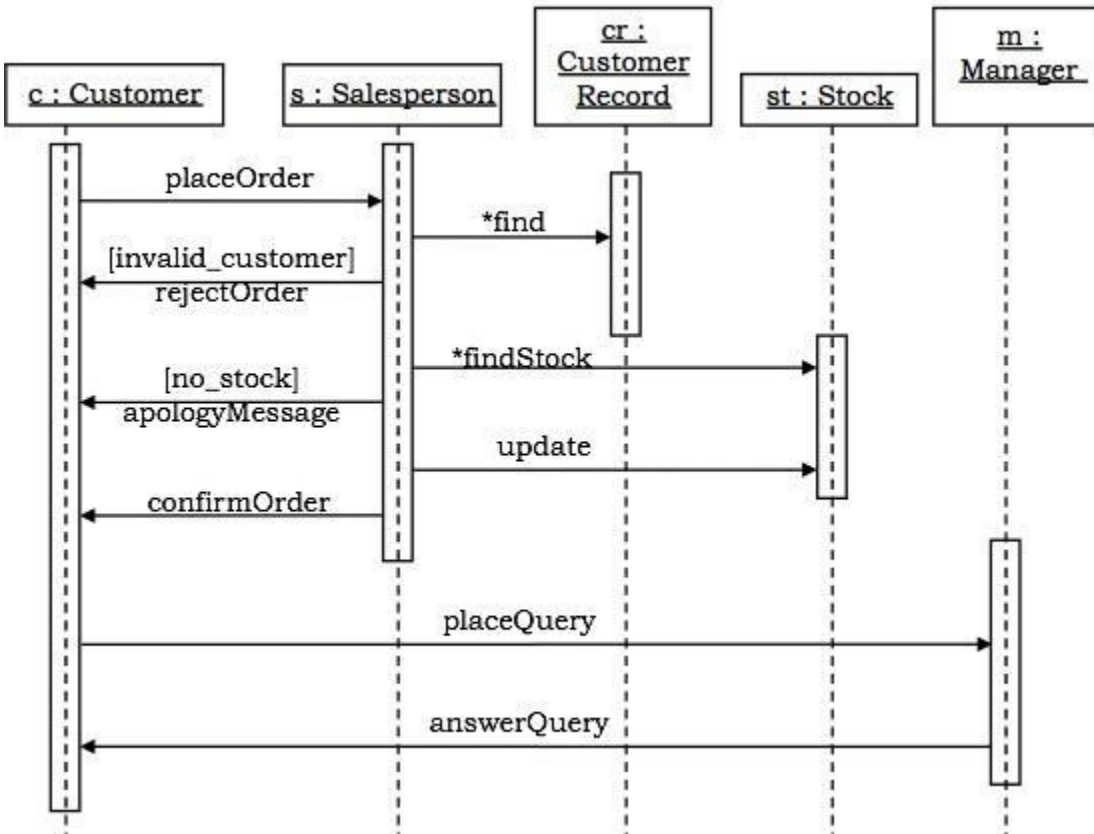 c : Customer
s : Salesperson
cr :
Customer
Record
st : Stock
m :
Manager
placeOrder
*find
[invalid_customer]
rejectOrder
*findStock
[no_stock]
apologyMessage
update
confirmOrder
placeQuery
answerQuery